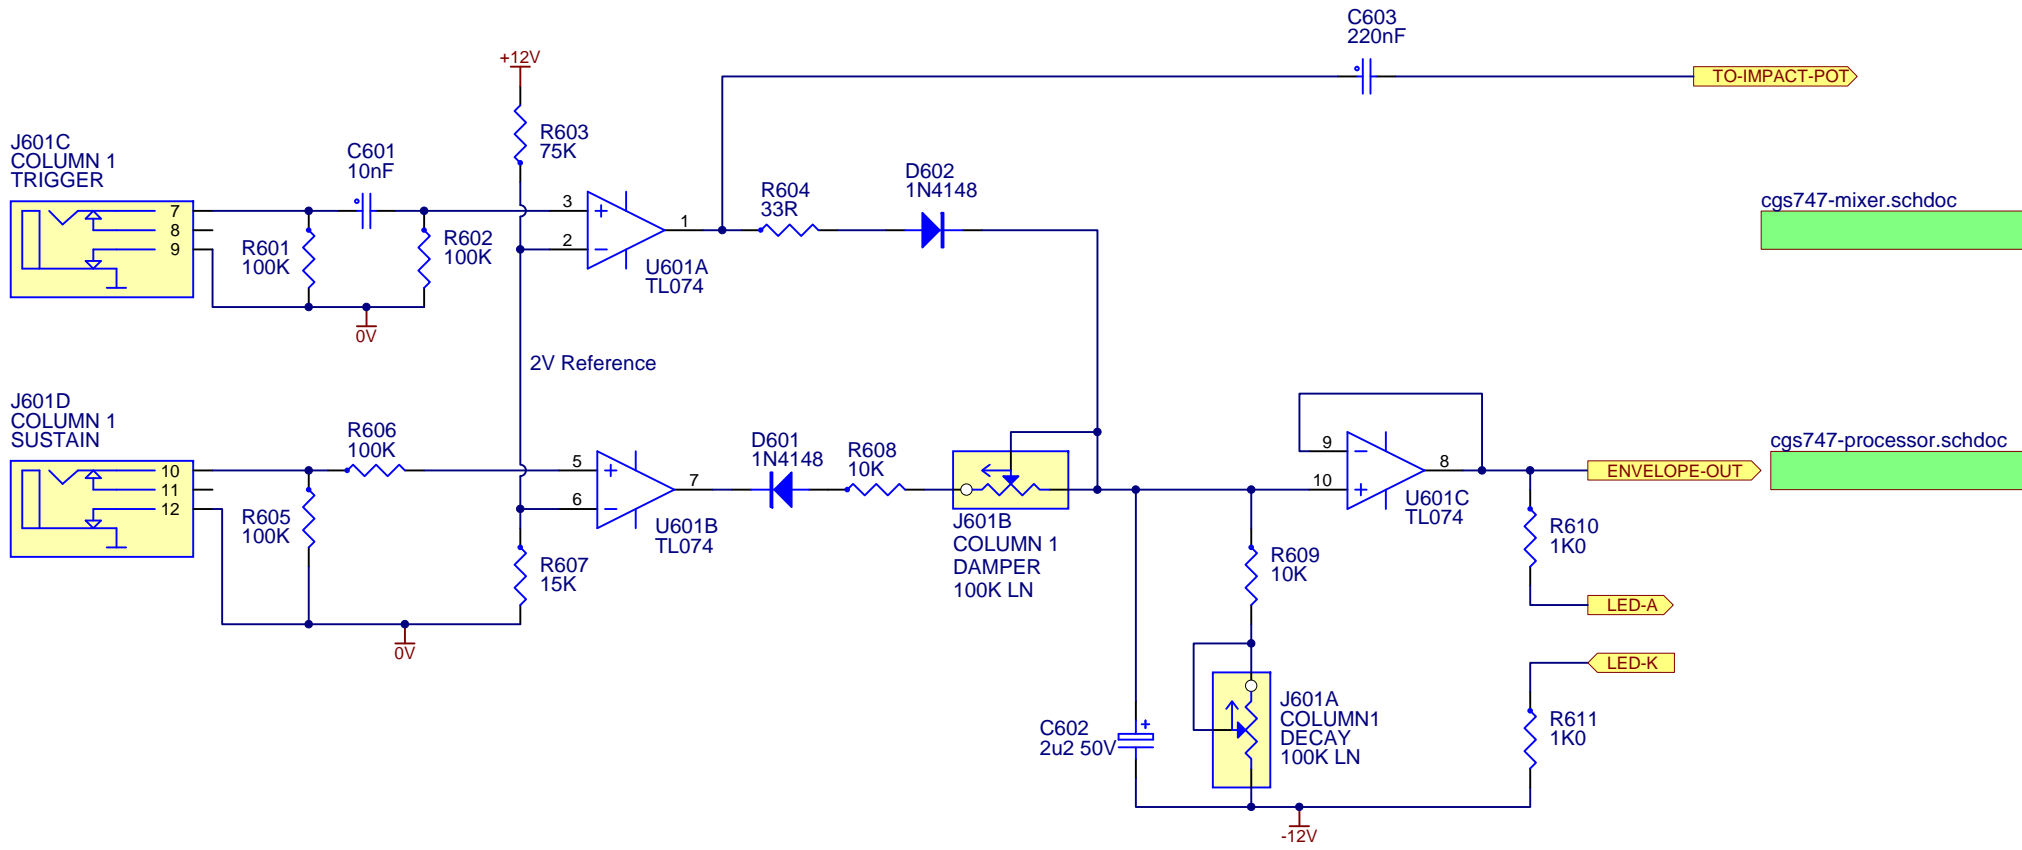 C603
220nF
TO-IMPACT-POT
+12V
R603
75K
J601C
COLUMN 1
TRIGGER
C601
10nF
7
8
9
R601
100K
R602
100K
0V
3
2
1
U601A
TL074
R604
33R
D602
1N4148
cgs747-mixer.schdoc
2V Reference
J601D
COLUMN 1
SUSTAIN
10
11
12
R605
100K
R606
100K
0V
5
6
7
U601B
TL074
R607
15K
D601
1N4148
R608
10K
J601B
COLUMN 1
DAMPER
100K LN
9
10
8
U601C
TL074
ENVELOPE-OUT
cgs747-processor.schdoc
R609
10K
R610
1K0
LED-A
LED-K
R611
1K0
C602
2u2 50V
+
J601A
COLUMN1
DECAY
100K LN
-12V